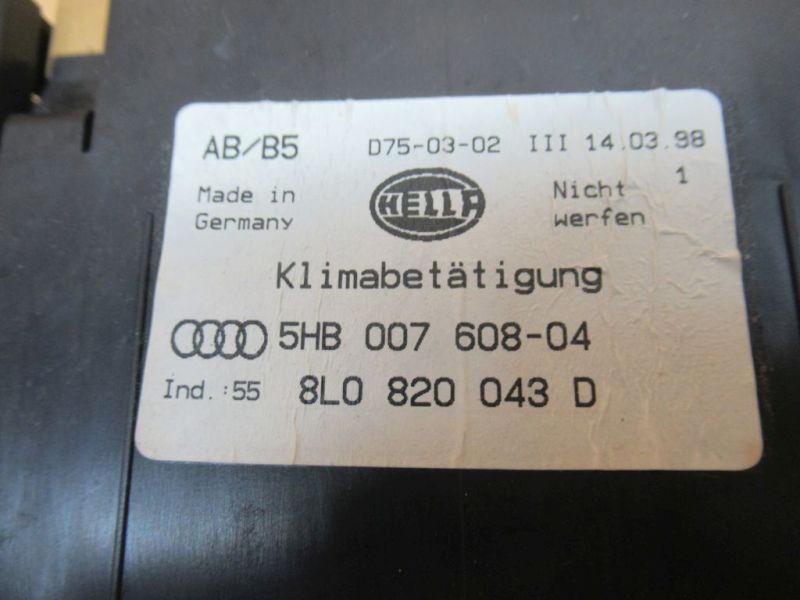 AB/B5 D75-03-02 III 14.03.98
Made in HELLA Nicht 1
Germany werfen
Klimabetätigung
5HB 007 608-04
Ind.:55 8L0 820 043 D